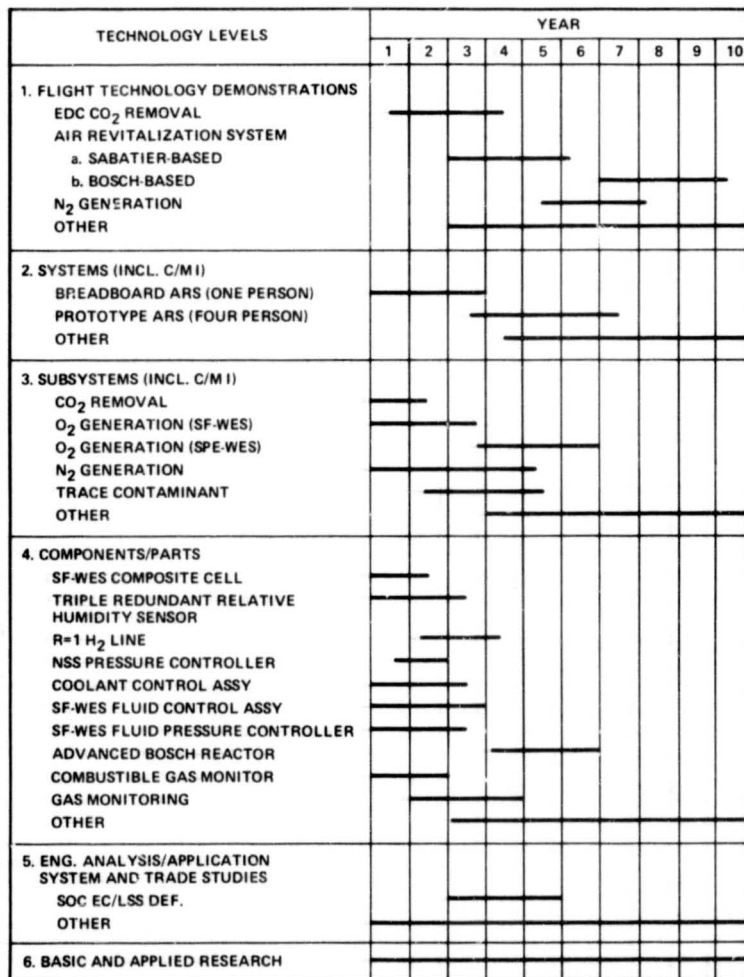 TECHNOLOGY LEVELS
YEAR
1 2 3 4 5 6 7 8 9 10
1. FLIGHT TECHNOLOGY DEMONSTRATIONS
EDC CO2 REMOVAL
AIR REVITALIZATION SYSTEM
a. SABATIER-BASED
b. BOSCH-BASED
N2 GENERATION
OTHER
2. SYSTEMS (INCL. C/M I)
BREADBOARD ARS (ONE PERSON)
PROTOTYPE ARS (FOUR PERSON)
OTHER
3. SUBSYSTEMS (INCL. C/M I)
CO2 REMOVAL
O2 GENERATION (SF-WES)
O2 GENERATION (SPE-WES)
N2 GENERATION
TRACE CONTAMINANT
OTHER
4. COMPONENTS/PARTS
SF-WES COMPOSITE CELL
TRIPLE REDUNDANT RELATIVE
HUMIDITY SENSOR
R=1 H2 LINE
NSS PRESSURE CONTROLLER
COOLANT CONTROL ASSY
SF-WES FLUID CONTROL ASSY
SF-WES FLUID PRESSURE CONTROLLER
ADVANCED BOSCH REACTOR
COMBUSTIBLE GAS MONITOR
GAS MONITORING
OTHER
5. ENG. ANALYSIS/APPLICATION
SYSTEM AND TRADE STUDIES
SOC EC/LSS DEF.
OTHER
6. BASIC AND APPLIED RESEARCH